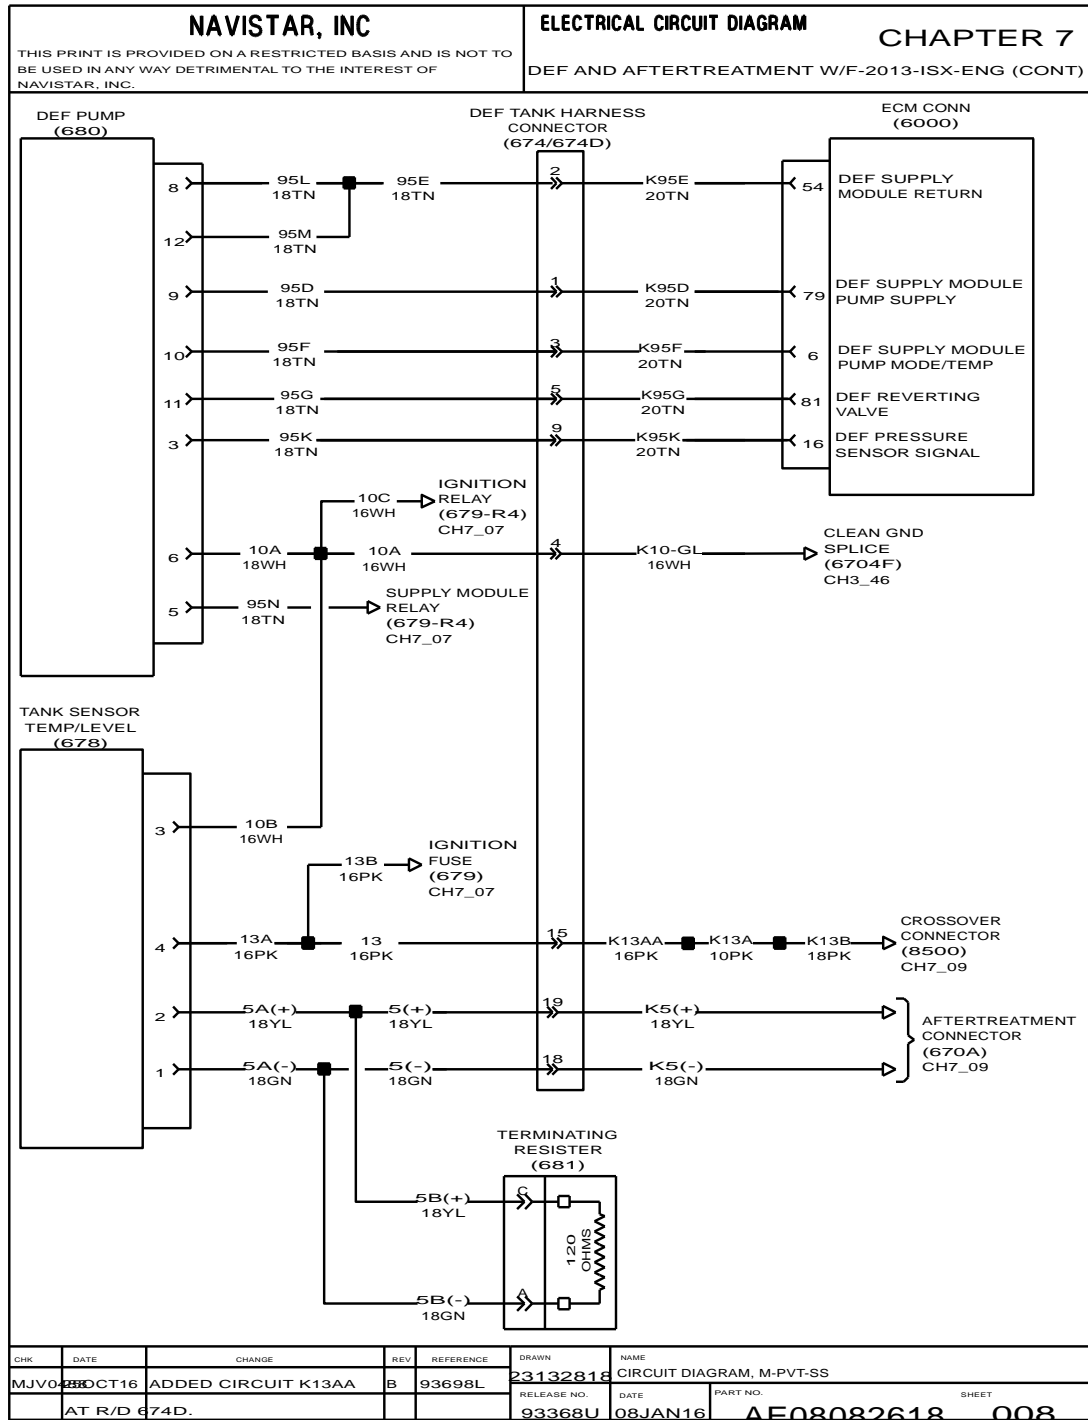 NAVISTAR, INC
THIS PRINT IS PROVIDED ON A RESTRICTED BASIS AND IS NOT TO
BE USED IN ANY WAY DETRIMENTAL TO THE INTEREST OF
NAVISTAR, INC.
ELECTRICAL CIRCUIT DIAGRAM
CHAPTER 7
DEF AND AFTERTREATMENT W/F-2013-ISX-ENG (CONT)
DEF PUMP
(680)
DEF TANK HARNESS
CONNECTOR
(674/674D)
ECM CONN
(6000)
8
95L
18TN
95E
18TN
2
K95E
20TN
54
DEF SUPPLY
MODULE RETURN
12
95M
18TN
9
95D
18TN
1
K95D
20TN
79
DEF SUPPLY MODULE
PUMP SUPPLY
10
95F
18TN
3
K95F
20TN
6
DEF SUPPLY MODULE
PUMP MODE/TEMP
11
95G
18TN
5
K95G
20TN
81
DEF REVERTING
VALVE
3
95K
18TN
9
K95K
20TN
16
DEF PRESSURE
SENSOR SIGNAL
10C
16WH
IGNITION
RELAY
(679-R4)
CH7_07
6
10A
18WH
10A
16WH
4
K10-GL
16WH
CLEAN GND
SPLICE
(6704F)
CH3_46
5
95N
18TN
SUPPLY MODULE
RELAY
(679-R4)
CH7_07
TANK SENSOR
TEMP/LEVEL
(678)
3
10B
16WH
13B
16PK
IGNITION
FUSE
(679)
CH7_07
4
13A
16PK
13
16PK
15
K13AA
16PK
K13A
10PK
K13B
18PK
CROSSOVER
CONNECTOR
(8500)
CH7_09
2
5A(+)
18YL
5(+)
18YL
19
K5(+)
18YL
1
5A(-)
18GN
5(-)
18GN
18
K5(-)
18GN
AFTERTREATMENT
CONNECTOR
(670A)
CH7_09
TERMINATING
RESISTER
(681)
5B(+)
18YL
C
120
OHMS
5B(-)
18GN
A
CHK
DATE
CHANGE
REV
REFERENCE
ADDED CIRCUIT K13AA
B
93698L
AT R/D 674D.
DRAWN
23132818
NAME
CIRCUIT DIAGRAM, M-PVT-SS
RELEASE NO.
93368U
DATE
08JAN16
PART NO.
AE08082618
SHEET
008